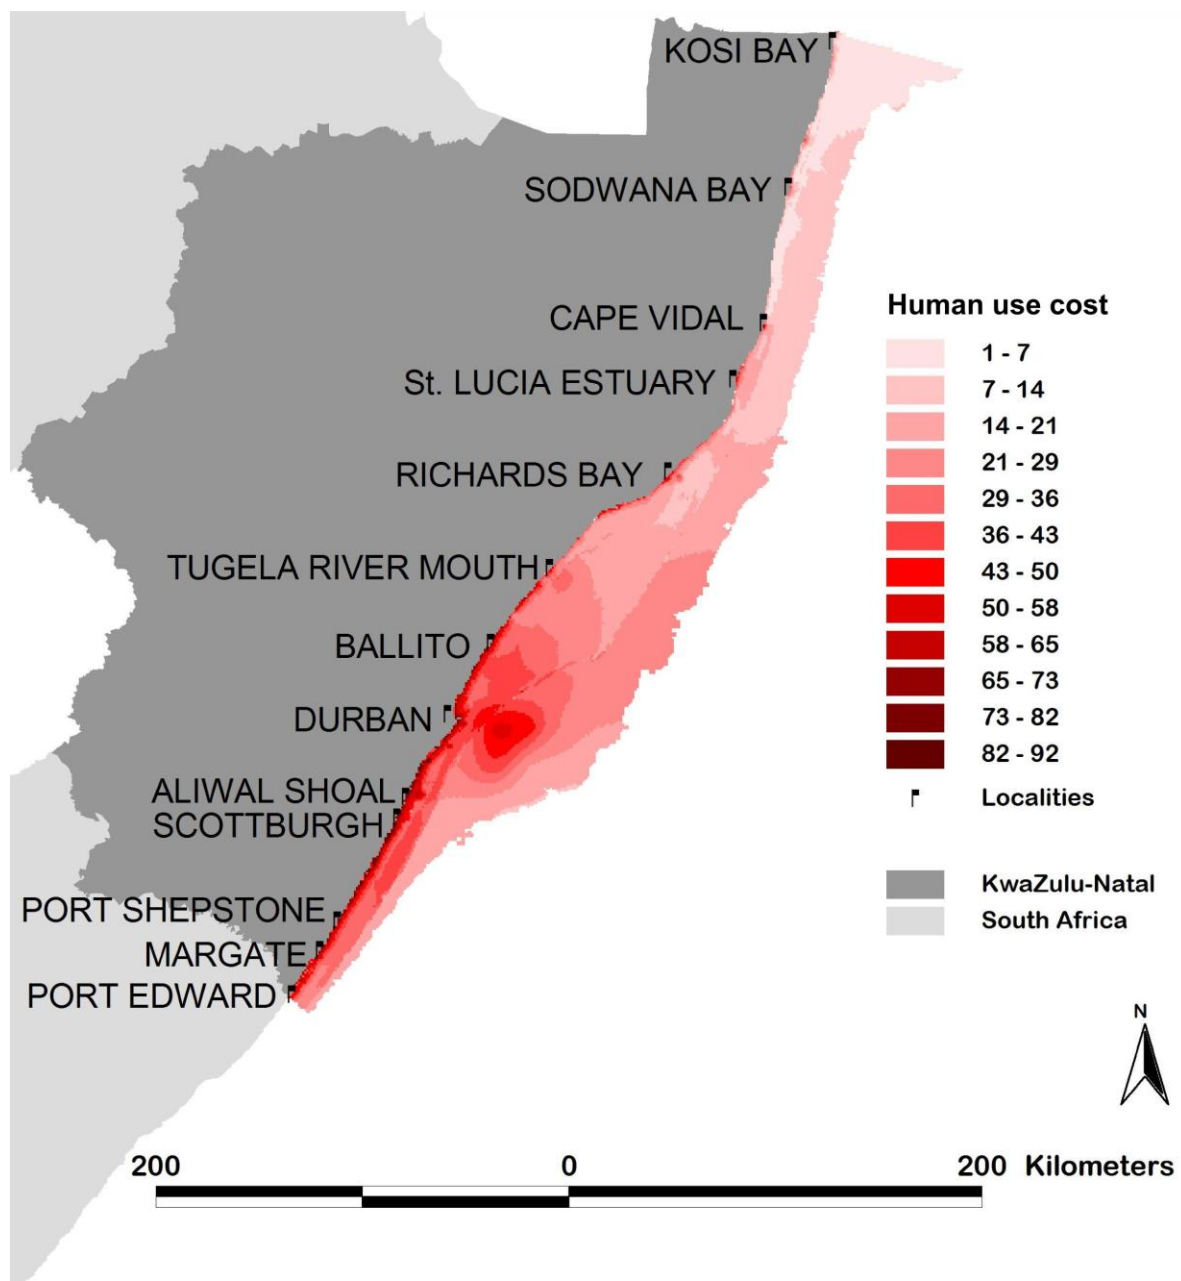 KOSI BAY
SODWANA BAY
CAPE VIDAL
St. LUCIA ESTUARY
RICHARDS BAY
TUGELA RIVER MOUTH
BALLITO
DURBAN
ALIWAL SHOAL
SCOTTBURGH
PORT SHEPSTONE
MARGATE
PORT EDWARD
Human use cost
1 - 7
7 - 14
14 - 21
21 - 29
29 - 36
36 - 43
43 - 50
50 - 58
58 - 65
65 - 73
73 - 82
82 - 92
Localities
KwaZulu-Natal
South Africa
N
200 0 200 Kilometers